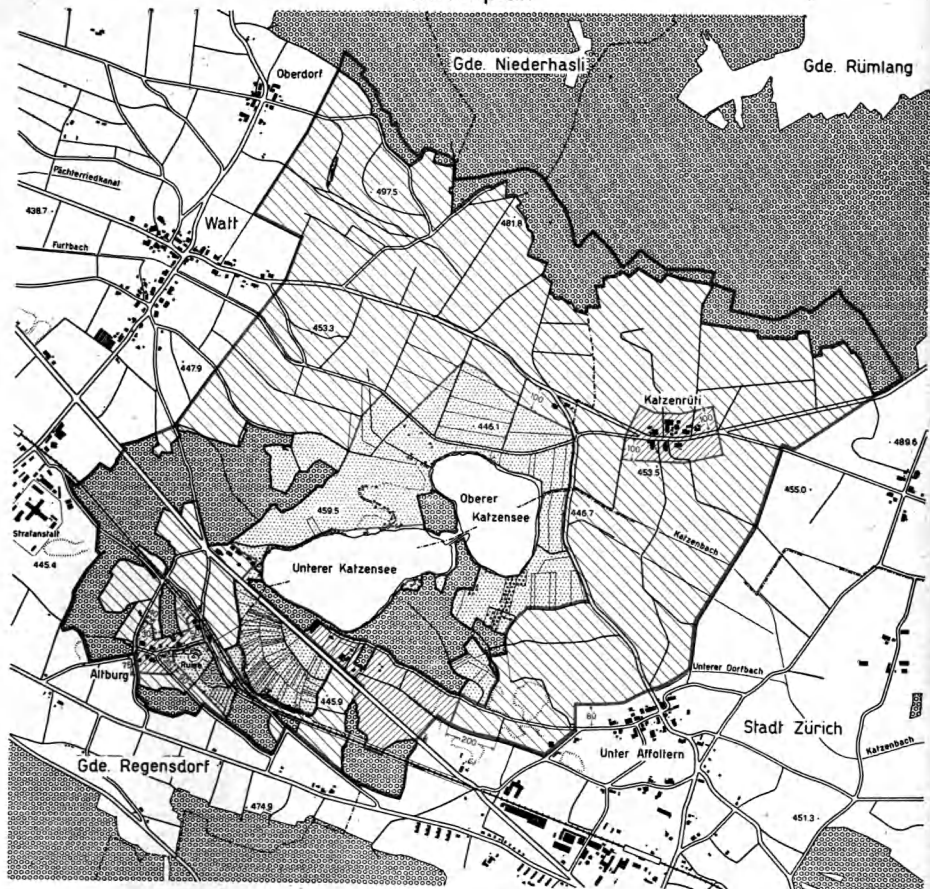 Gde. Niederhasli
Gde. Rümlang
Oberdorf
Pächterriedkanal
497.5
438.7
Watt
481.8
Furtbach
453.3
447.9
100
Katzenrüti
100
446.1
100
489.6
453.5
455.0
Oberer
Katzensee
459.5
446.7
Strafanstalt
Katzenbach
445.4
Unterer Katzensee
Ruine
75
Altburg
Unterer Dorfbach
445.9
80
Stadt Zürich
200
Unter Affoltern
Katzenbach
Gde. Regensdorf
474.9
451.3